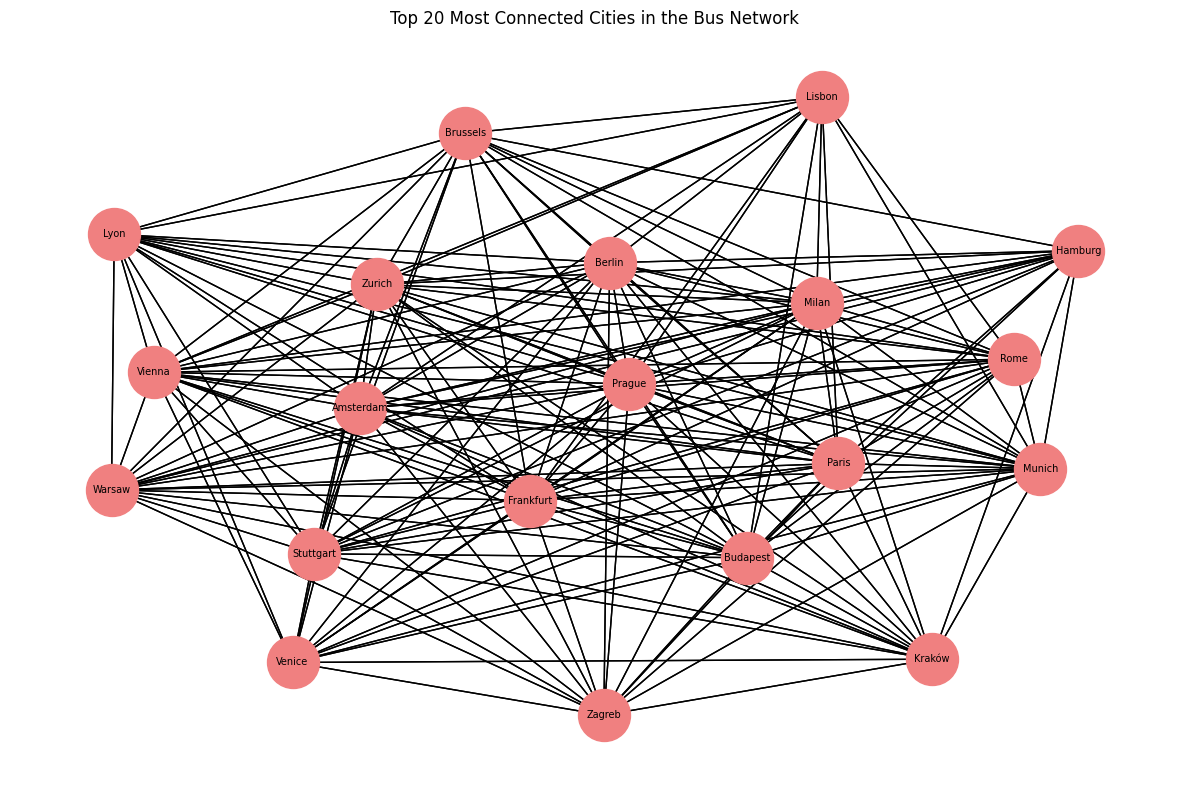 Top 20 Most Connected Cities in the Bus Network
Lisbon
Brussels
Lyon
Hamburg
Berlin
Zurich
Milan
Rome
Vienna
Prague
Amsterdam
Paris
Munich
Warsaw
Frankfurt
Stuttgart
Budapest
Kraków
Venice
Zagreb